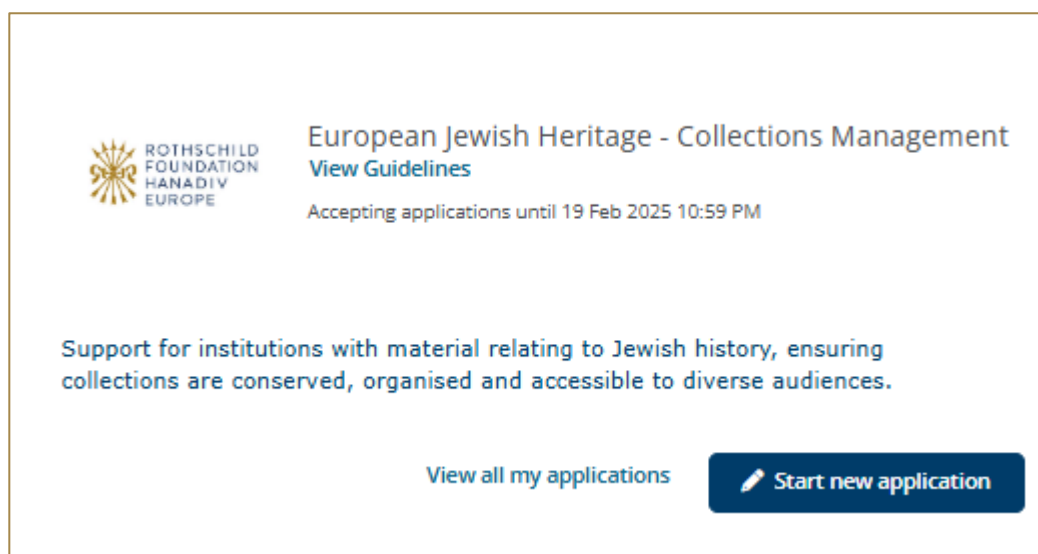 ROTHSCHILD
FOUNDATION
HANADIV
EUROPE
European Jewish Heritage - Collections Management
View Guidelines
Accepting applications until 19 Feb 2025 10:59 PM
Support for institutions with material relating to Jewish history, ensuring
collections are conserved, organised and accessible to diverse audiences.
View all my applications
Start new application